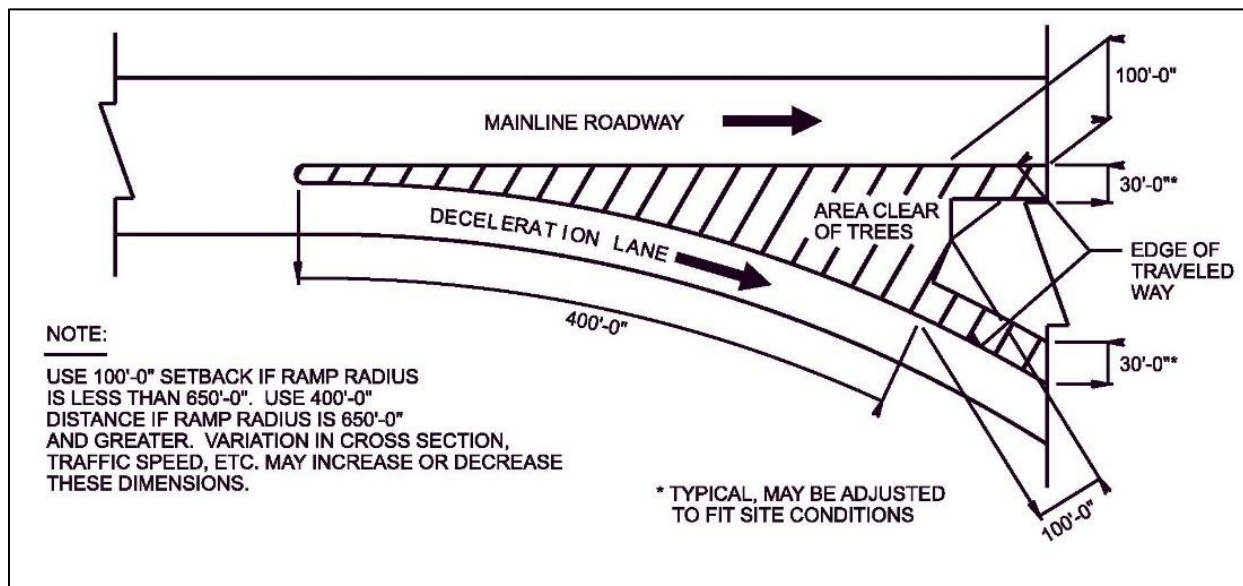 100'-0"
MAINLINE ROADWAY
30'-0"*
AREA CLEAR
OF TREES
DECELERATION LANE
EDGE OF
TRAVELED
WAY
400'-0"
30'-0"*
NOTE:
USE 100'-0" SETBACK IF RAMP RADIUS
IS LESS THAN 650'-0". USE 400'-0"
DISTANCE IF RAMP RADIUS IS 650'-0"
AND GREATER. VARIATION IN CROSS SECTION,
TRAFFIC SPEED, ETC. MAY INCREASE OR DECREASE
THESE DIMENSIONS.
* TYPICAL, MAY BE ADJUSTED
TO FIT SITE CONDITIONS
100'-0"